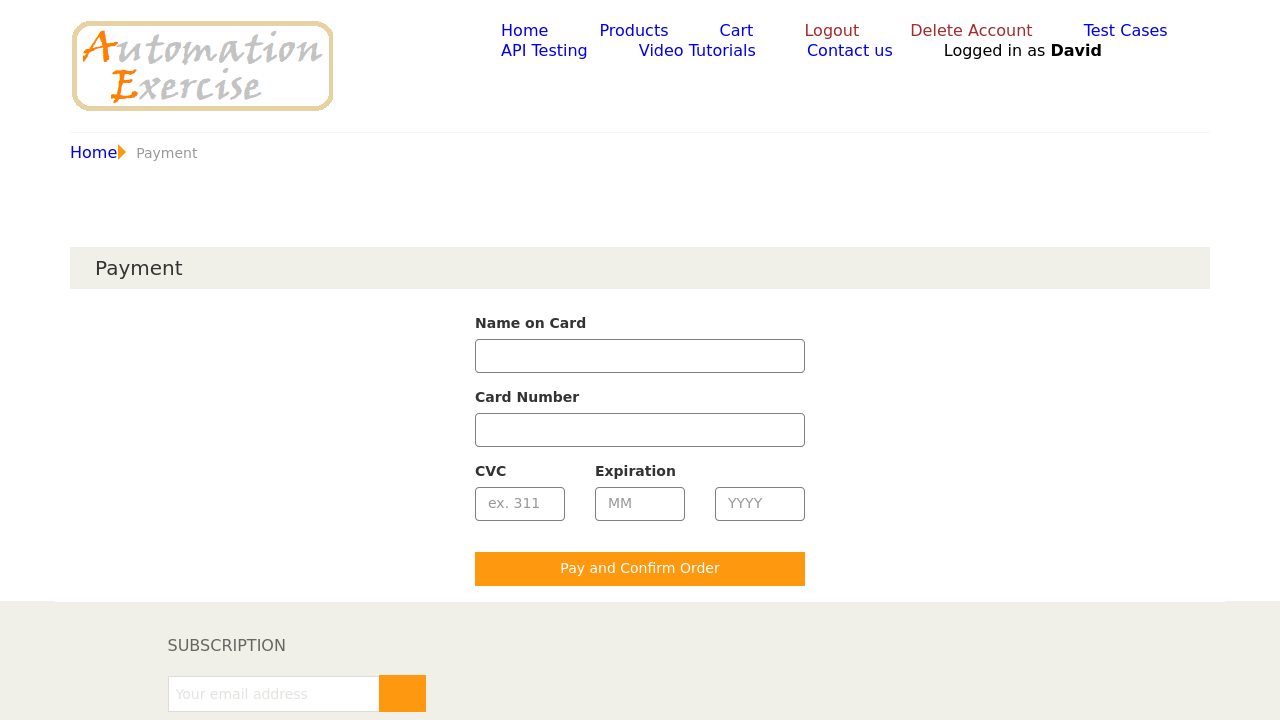 Automation
Exercise
Home Products Cart Logout Delete Account Test Cases
API Testing Video Tutorials Contact us Logged in as David
Home Payment
Payment
Name on Card
Card Number
CVC Expiration
ex. 311 MM YYYY
Pay and Confirm Order
SUBSCRIPTION
Your email address